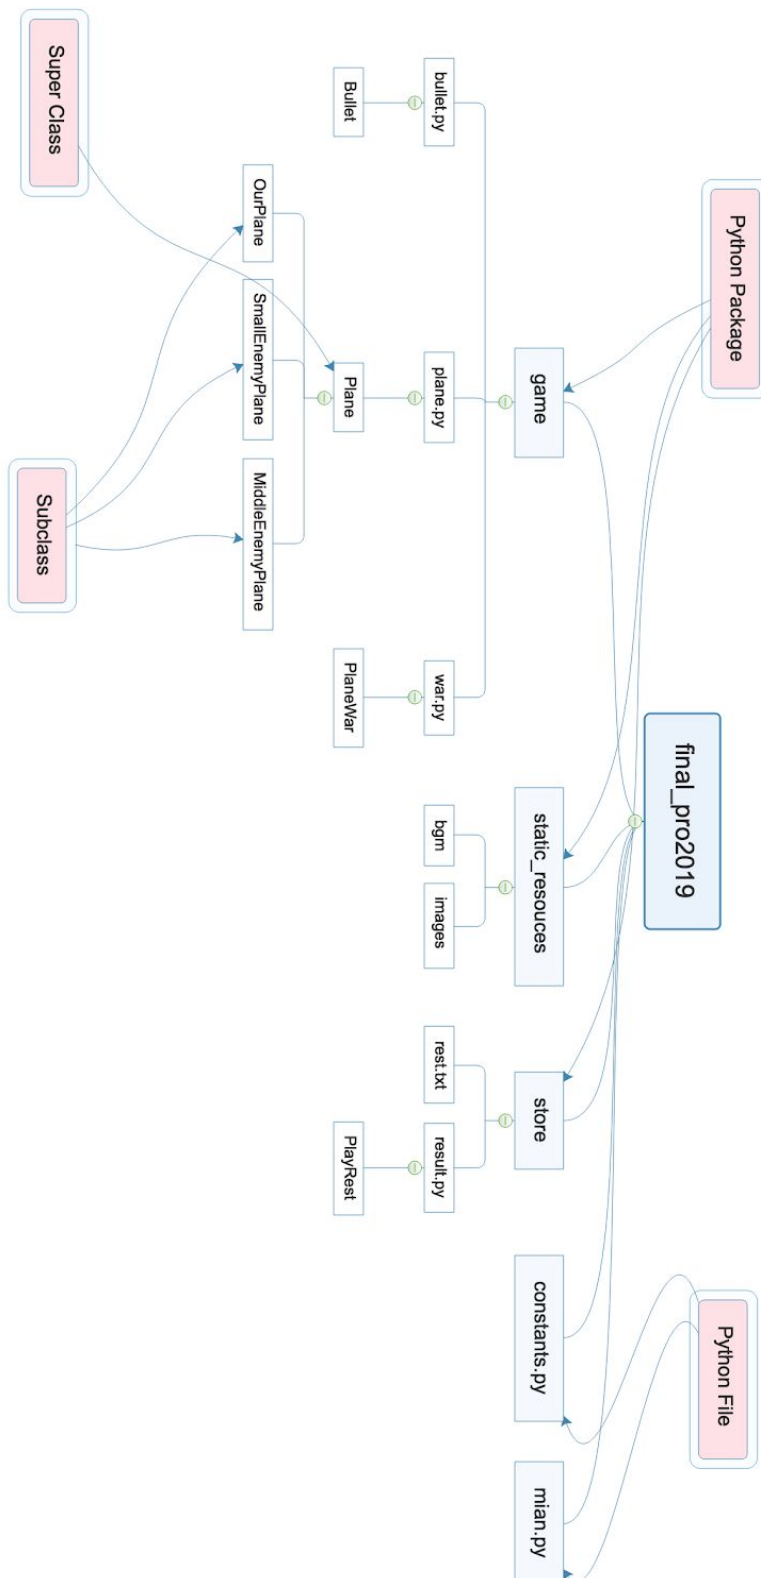 final_pro2019
Python Package
Python File
game
static_resouces
store
constants.py
mian.py
bullet.py
plane.py
war.py
bgm
images
rest.txt
result.py
Bullet
Plane
PlaneWar
PlayRest
OurPlane
SmallEnemyPlane
MiddleEnemyPlane
Super Class
Subclass